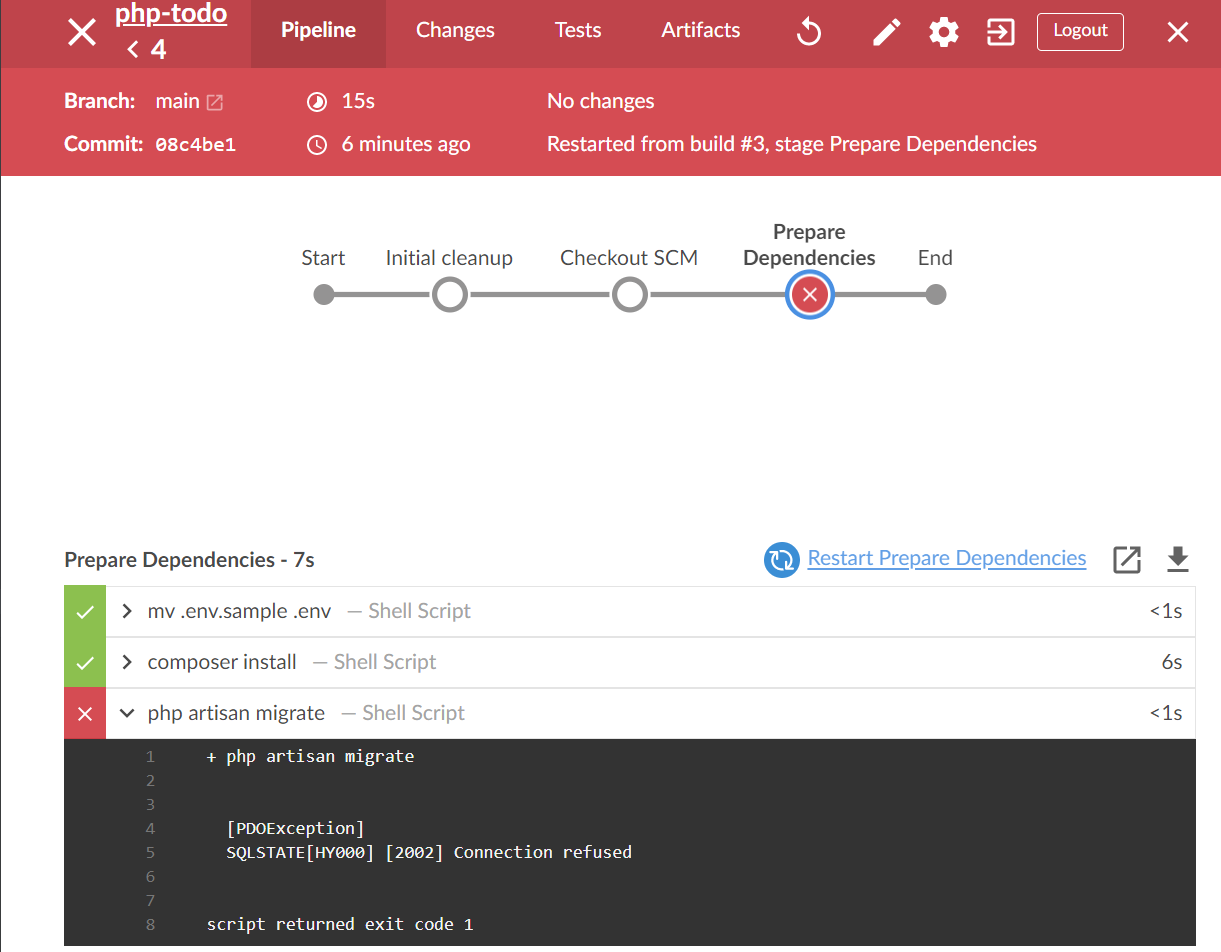 php-todo
< 4
Pipeline Changes Tests Artifacts Logout
Branch: main 15s No changes
Commit: 08c4be1 6 minutes ago Restarted from build #3, stage Prepare Dependencies
Start Initial cleanup Checkout SCM Prepare Dependencies End
Prepare Dependencies - 7s Restart Prepare Dependencies
mv .env.sample .env — Shell Script <1s
composer install — Shell Script 6s
php artisan migrate — Shell Script <1s
1 + php artisan migrate
2
3
4 [PDOException]
5 SQLSTATE[HY000] [2002] Connection refused
6
7
8 script returned exit code 1